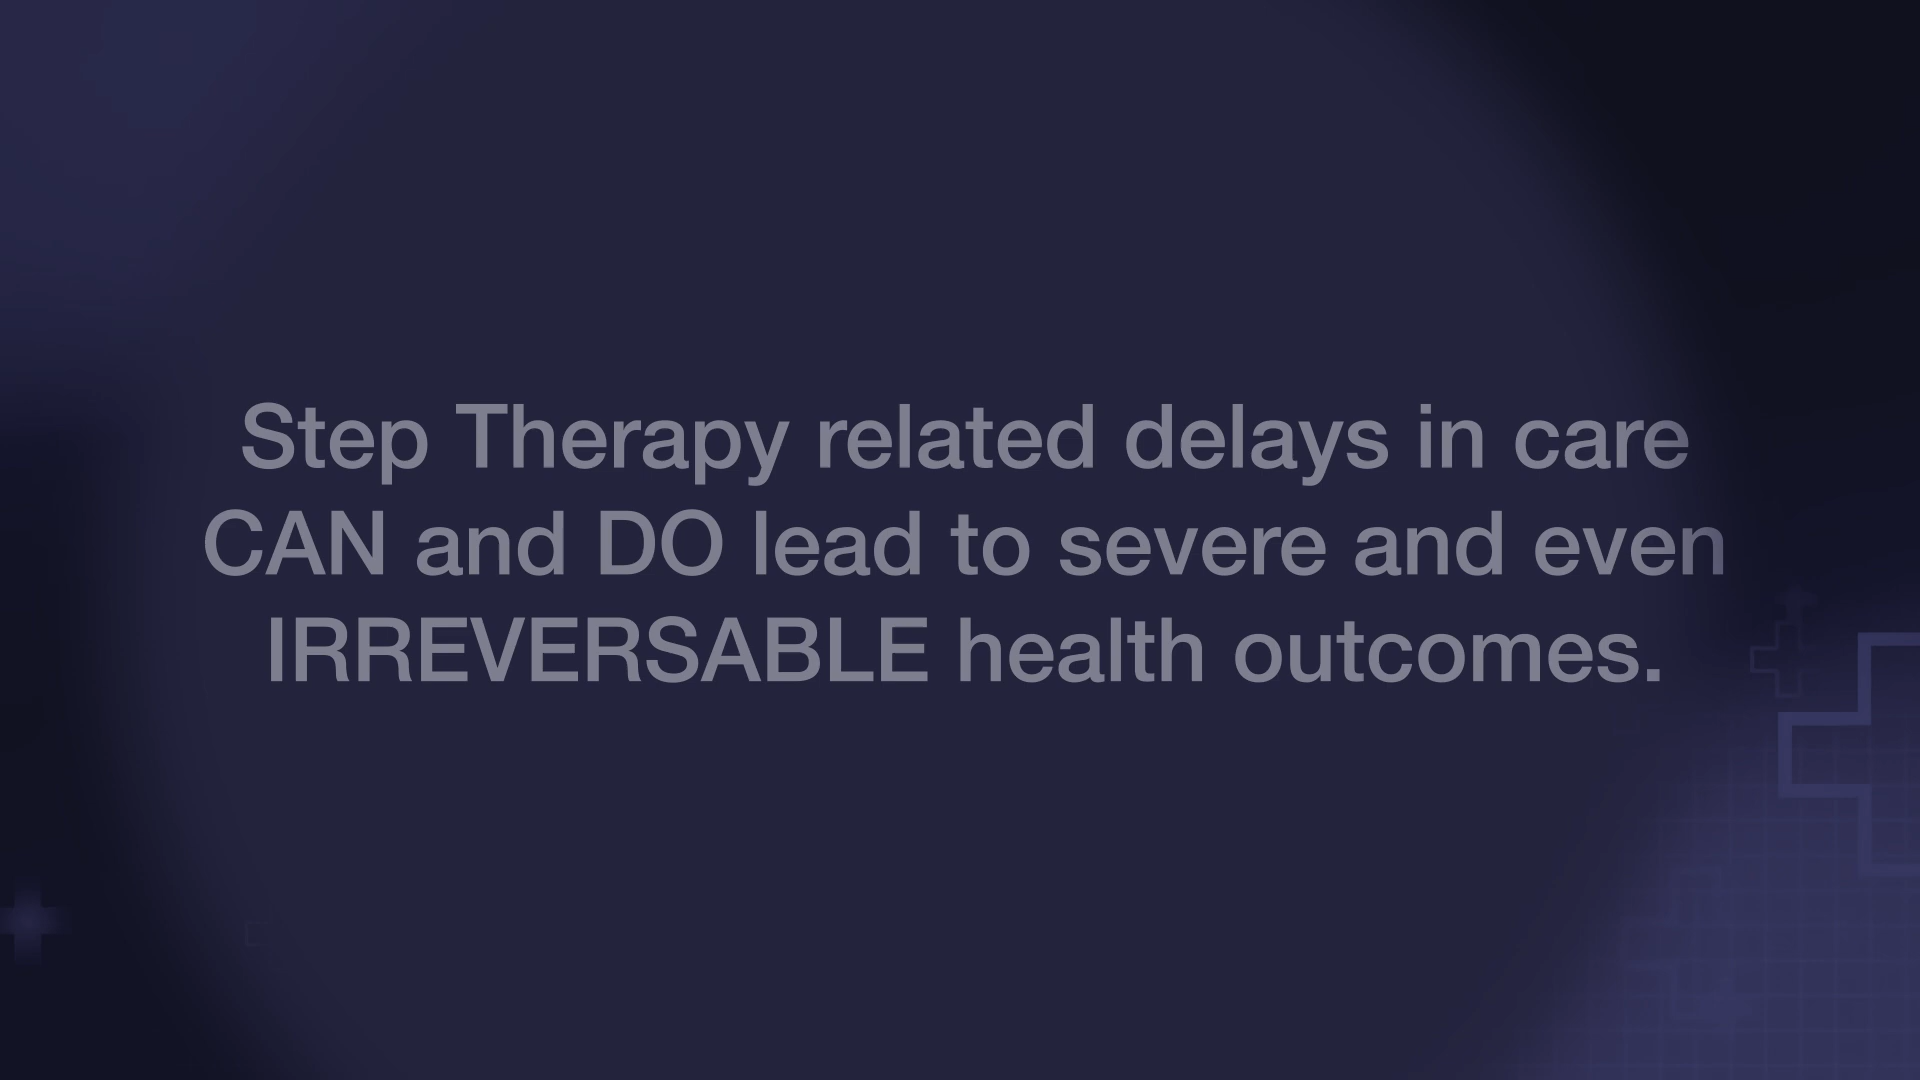 Step Therapy related delays in care
CAN and DO lead to severe and even
IRREVERSABLE health outcomes.